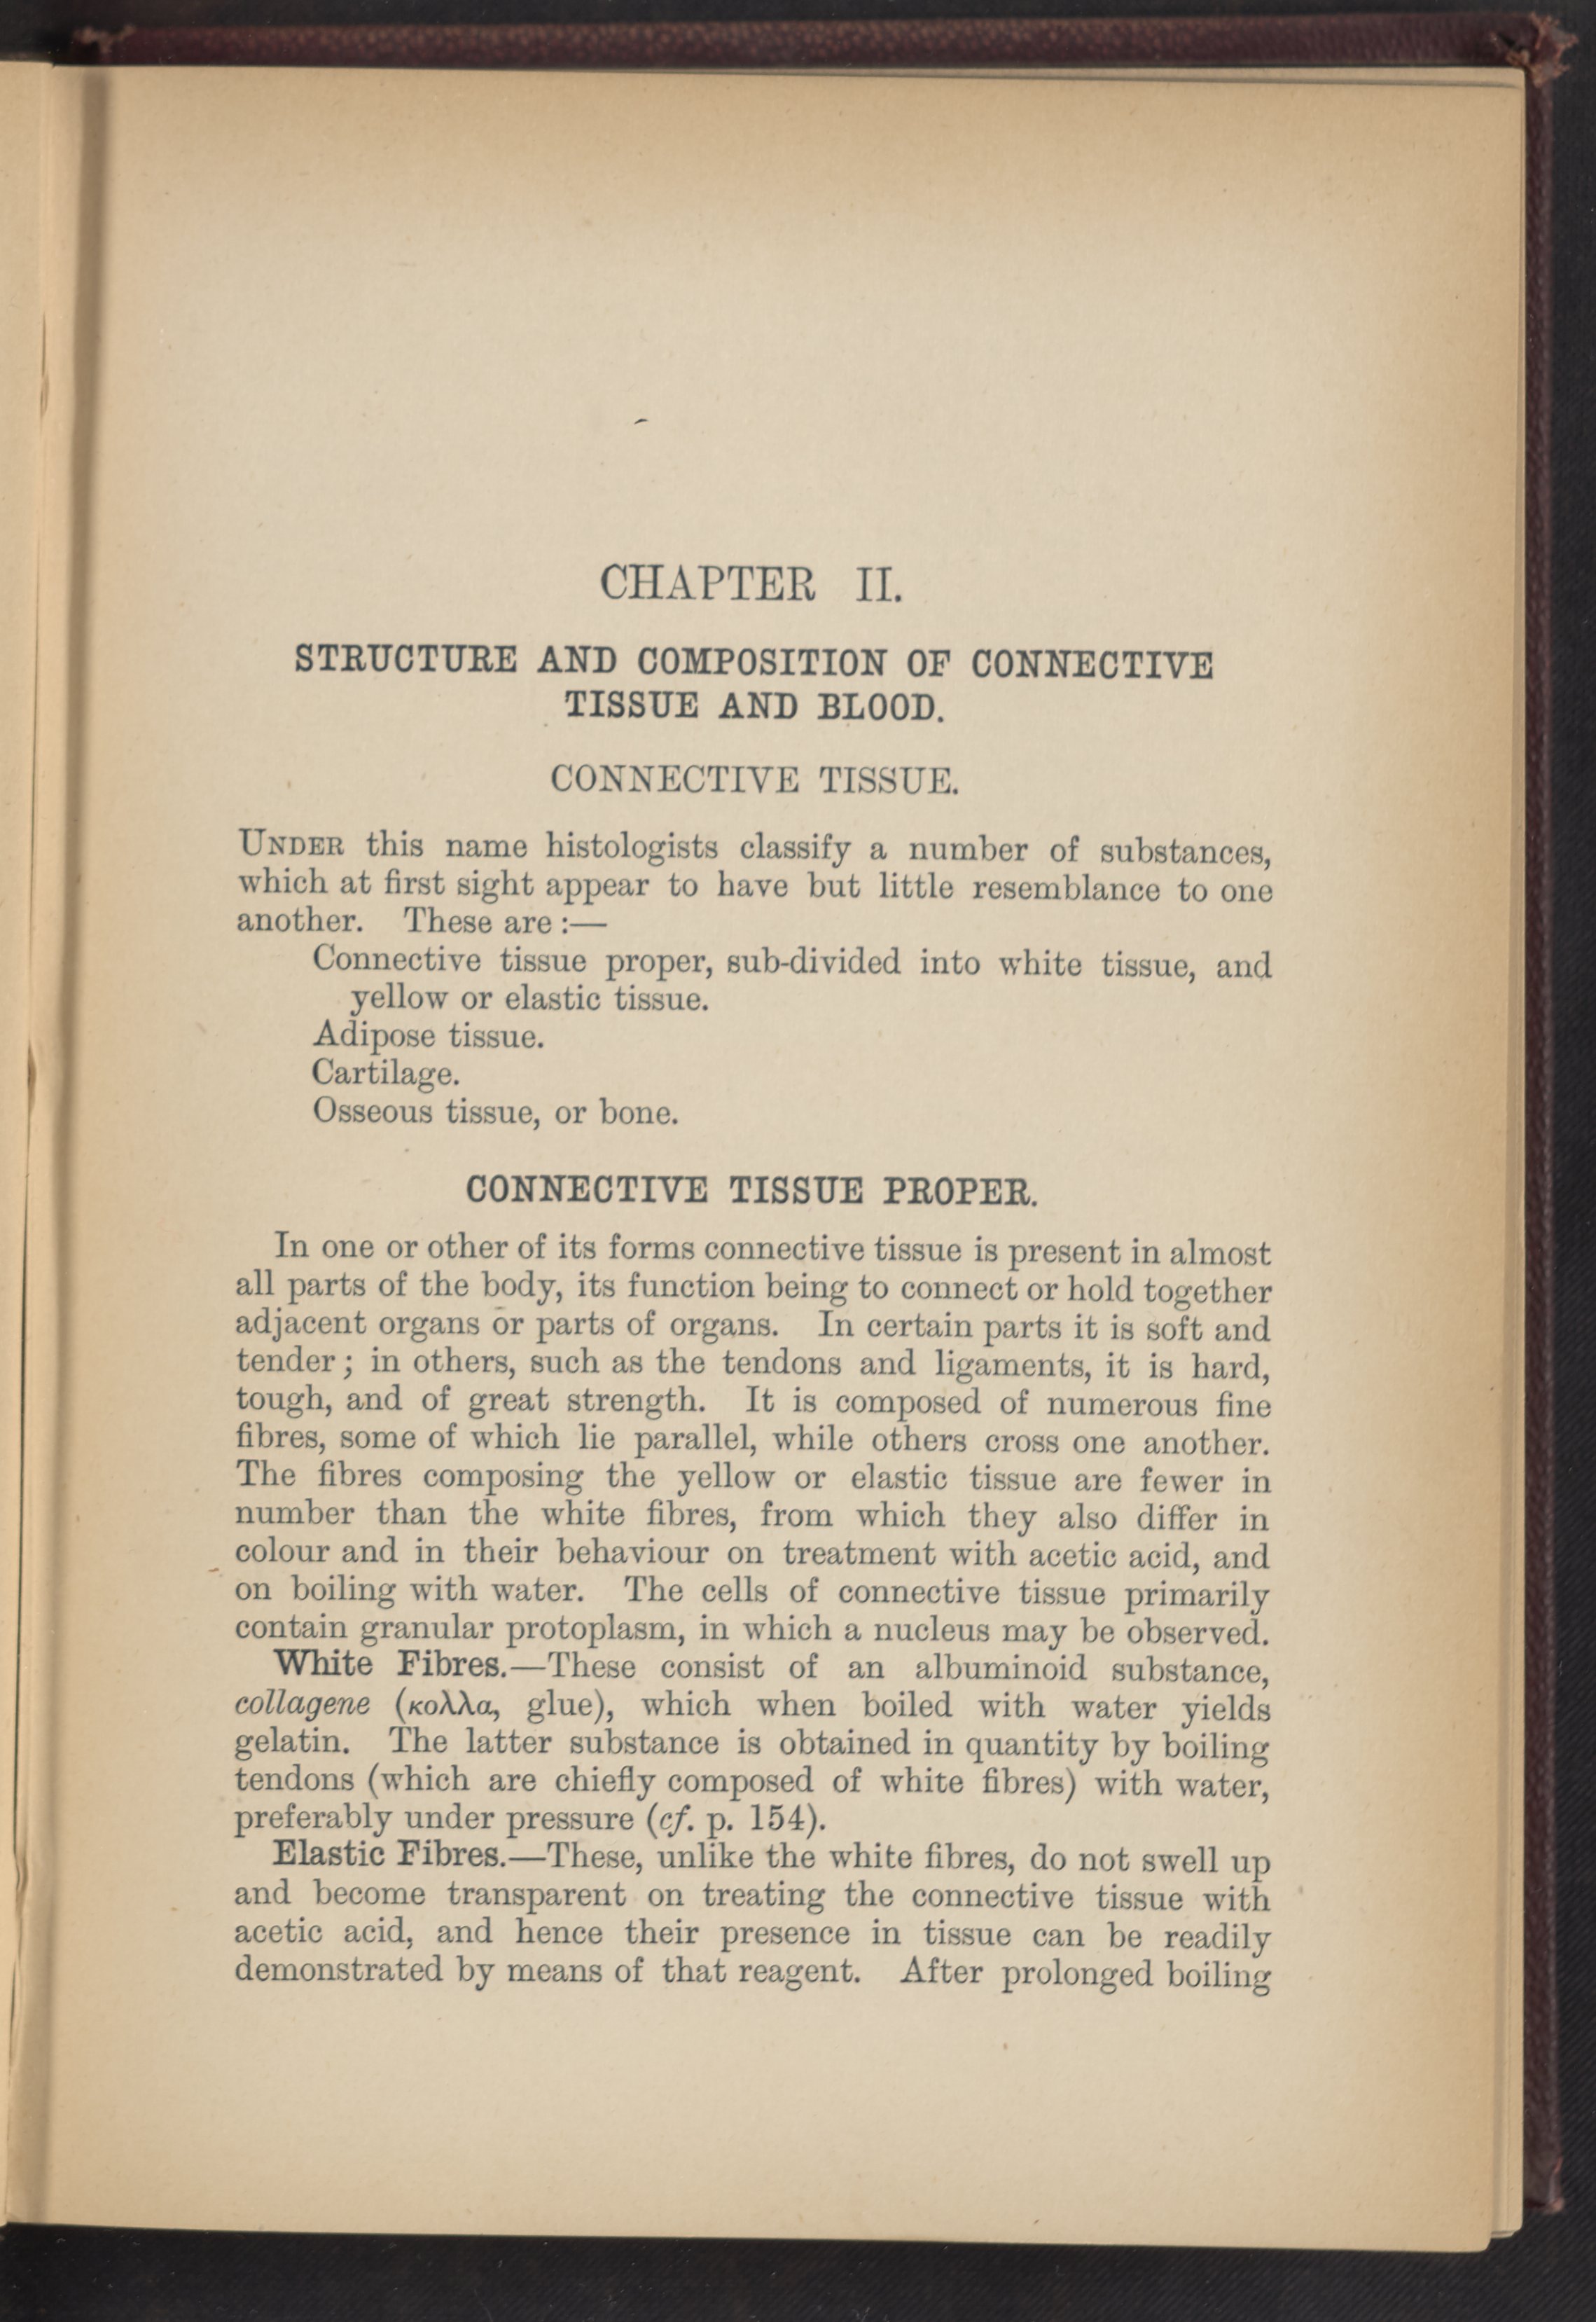 CHAPTER II.
STRUCTURE AND COMPOSITION OF CONNECTIVE
TISSUE AND BLOOD.
CONNECTIVE TISSUE.
UNDER this name histologists classify a number of substances,
which at first sight appear to have but little resemblance to one
another. These are :—
Connective tissue proper, sub-divided into white tissue, and
yellow or elastic tissue.
Adipose tissue.
Cartilage.
Osseous tissue, or bone.
CONNECTIVE TISSUE PROPER.
In one or other of its forms connective tissue is present in almost
all parts of the body, its function being to connect or hold together
adjacent organs or parts of organs. In certain parts it is soft and
tender ; in others, such as the tendons and ligaments, it is hard,
tough, and of great strength. It is composed of numerous fine
fibres, some of which lie parallel, while others cross one another.
The fibres composing the yellow or elastic tissue are fewer in
number than the white fibres, from which they also differ in
colour and in their behaviour on treatment with acetic acid, and
on boiling with water. The cells of connective tissue primarily
contain granular protoplasm, in which a nucleus may be observed.
White Fibres.—These consist of an albuminoid substance,
collagene (κολλα, glue), which when boiled with water yields
gelatin. The latter substance is obtained in quantity by boiling
tendons (which are chiefly composed of white fibres) with water,
preferably under pressure (cf. p. 154).
Elastic Fibres.—These, unlike the white fibres, do not swell up
and become transparent on treating the connective tissue with
acetic acid, and hence their presence in tissue can be readily
demonstrated by means of that reagent. After prolonged boiling